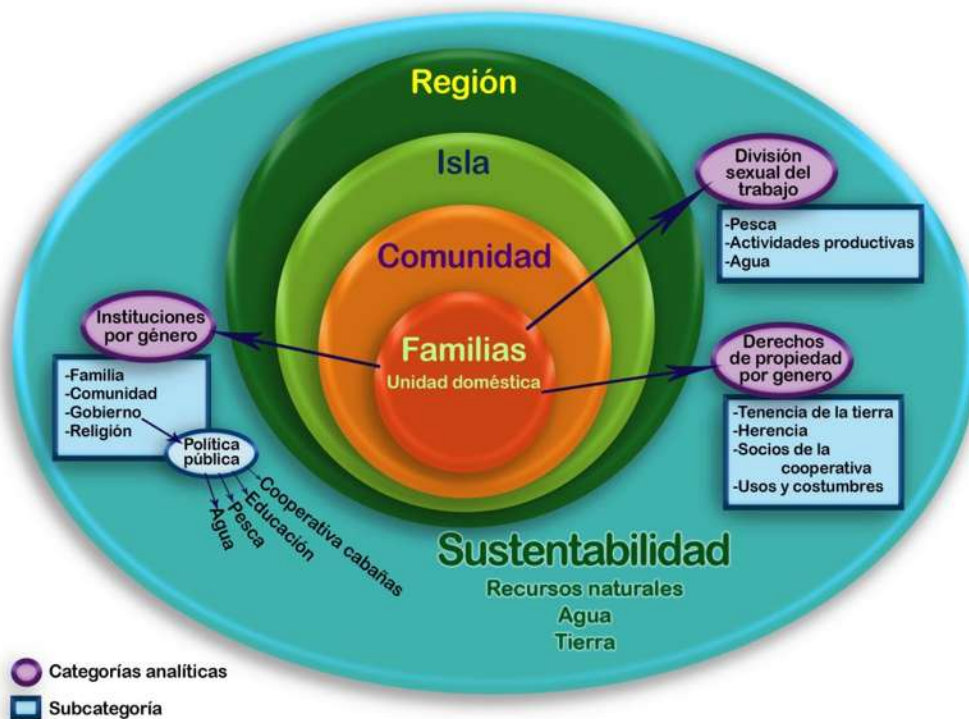 Región
Isla
Comunidad
Familias
Unidad doméstica
División
sexual del
trabajo
-Pesca
-Actividades productivas
-Agua
Instituciones
por género
-Familia
-Comunidad
-Gobierno
-Religión
Política
pública
Agua
Pesca
Educación
Cooperativa cabañas
Derechos
de propiedad
por genero
-Tenencia de la tierra
-Herencia
-Socios de la
cooperativa
-Usos y costumbres
Sustentabilidad
Recursos naturales
Agua
Tierra
Categorías analíticas
Subcategoría